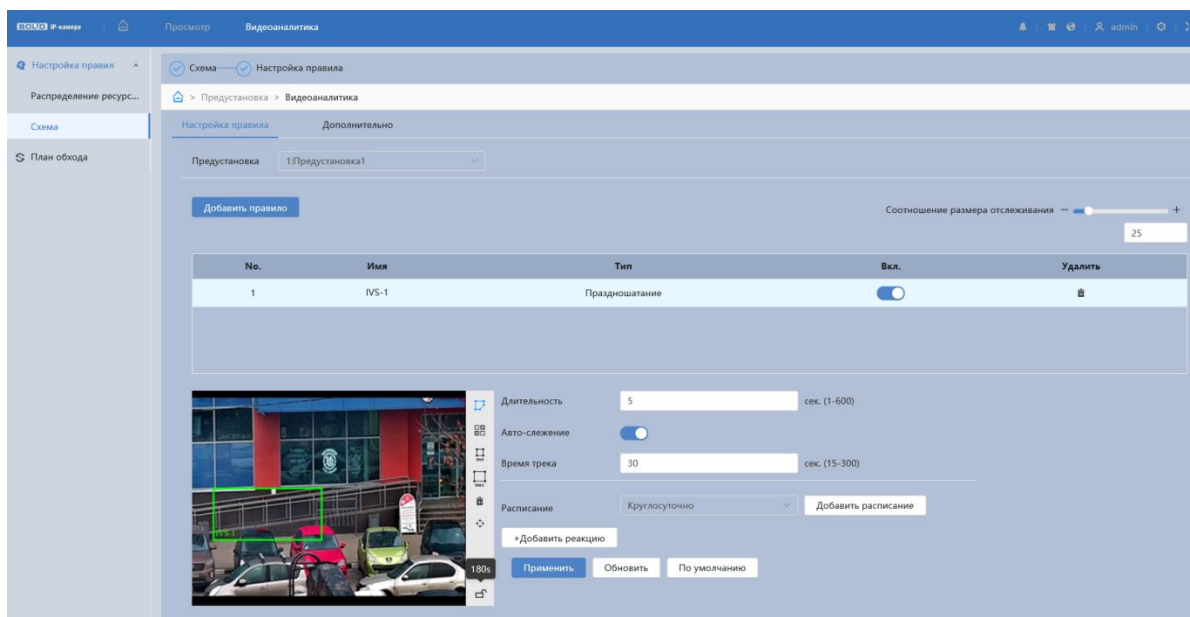 BOLID IP-камера Просмотр Видеоаналитика admin
Настройка правил
Распределение ресурс...
Схема
План обхода
Схема Настройка правила
> Предустановка > Видеоаналитика
Настройка правила Дополнительно
Предустановка 1:Предустановка1
Добавить правило
Соотношение размера отслеживания − +
25
No. Имя Тип Вкл. Удалить
1 IVS-1 Праздношатание
IVS-1
180s
Длительность 5 сек. (1-600)
Авто-слежение
Время трека 30 сек. (15-300)
Расписание Круглосуточно Добавить расписание
+Добавить реакцию
Применить Обновить По умолчанию